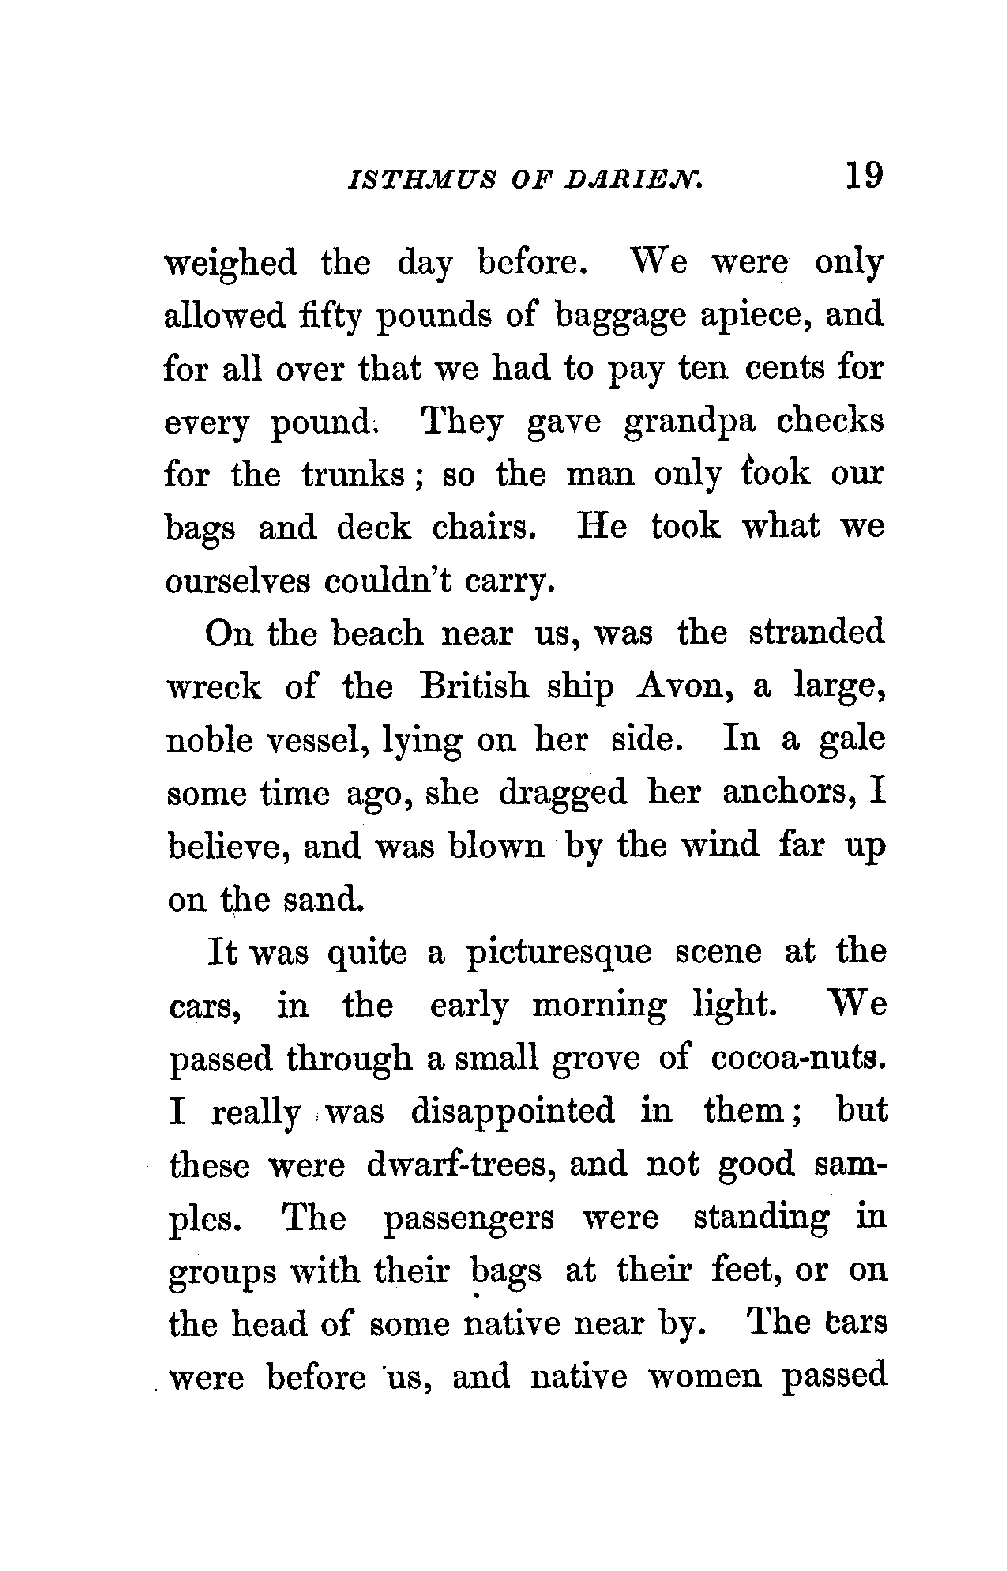 ISTHMUS OF DARIEN. 19
weighed the day before. We were only
allowed fifty pounds of baggage apiece, and
for all over that we had to pay ten cents for
every pound. They gave grandpa checks
for the trunks; so the man only took our
bags and deck chairs. He took what we
ourselves couldn't carry.
On the beach near us, was the stranded
wreck of the British ship Avon, a large,
noble vessel, lying on her side. In a gale
some time ago, she dragged her anchors, I
believe, and was blown by the wind far up
on the sand.
It was quite a picturesque scene at the
cars, in the early morning light. We
passed through a small grove of cocoa-nuts.
I really was disappointed in them; but
these were dwarf-trees, and not good sam-
ples. The passengers were standing in
groups with their bags at their feet, or on
the head of some native near by. The cars
were before us, and native women passed